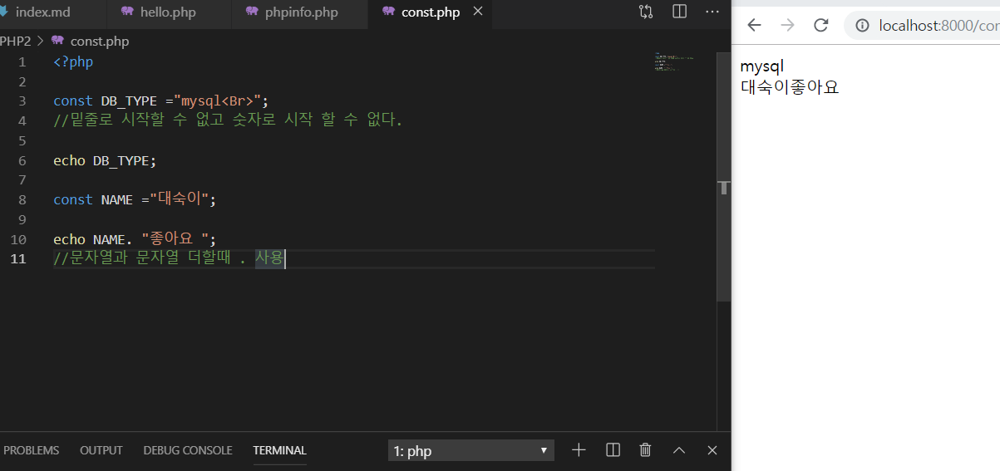 index.md hello.php phpinfo.php const.php
PHP2 > const.php
1 <?php
2
3 const DB_TYPE ="mysql<Br>";
4 //밑줄로 시작할 수 없고 숫자로 시작 할 수 없다.
5
6 echo DB_TYPE;
7
8 const NAME ="대숙이";
9
10 echo NAME. "좋아요 ";
11 //문자열과 문자열 더할때 . 사용
PROBLEMS OUTPUT DEBUG CONSOLE TERMINAL 1: php
localhost:8000/con
mysql
대숙이좋아요